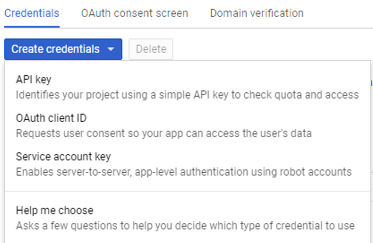 Credentials OAuth consent screen Domain verification
Create credentials Delete
API key
Identifies your project using a simple API key to check quota and access
OAuth client ID
Requests user consent so your app can access the user's data
Service account key
Enables server-to-server, app-level authentication using robot accounts
Help me choose
Asks a few questions to help you decide which type of credential to use